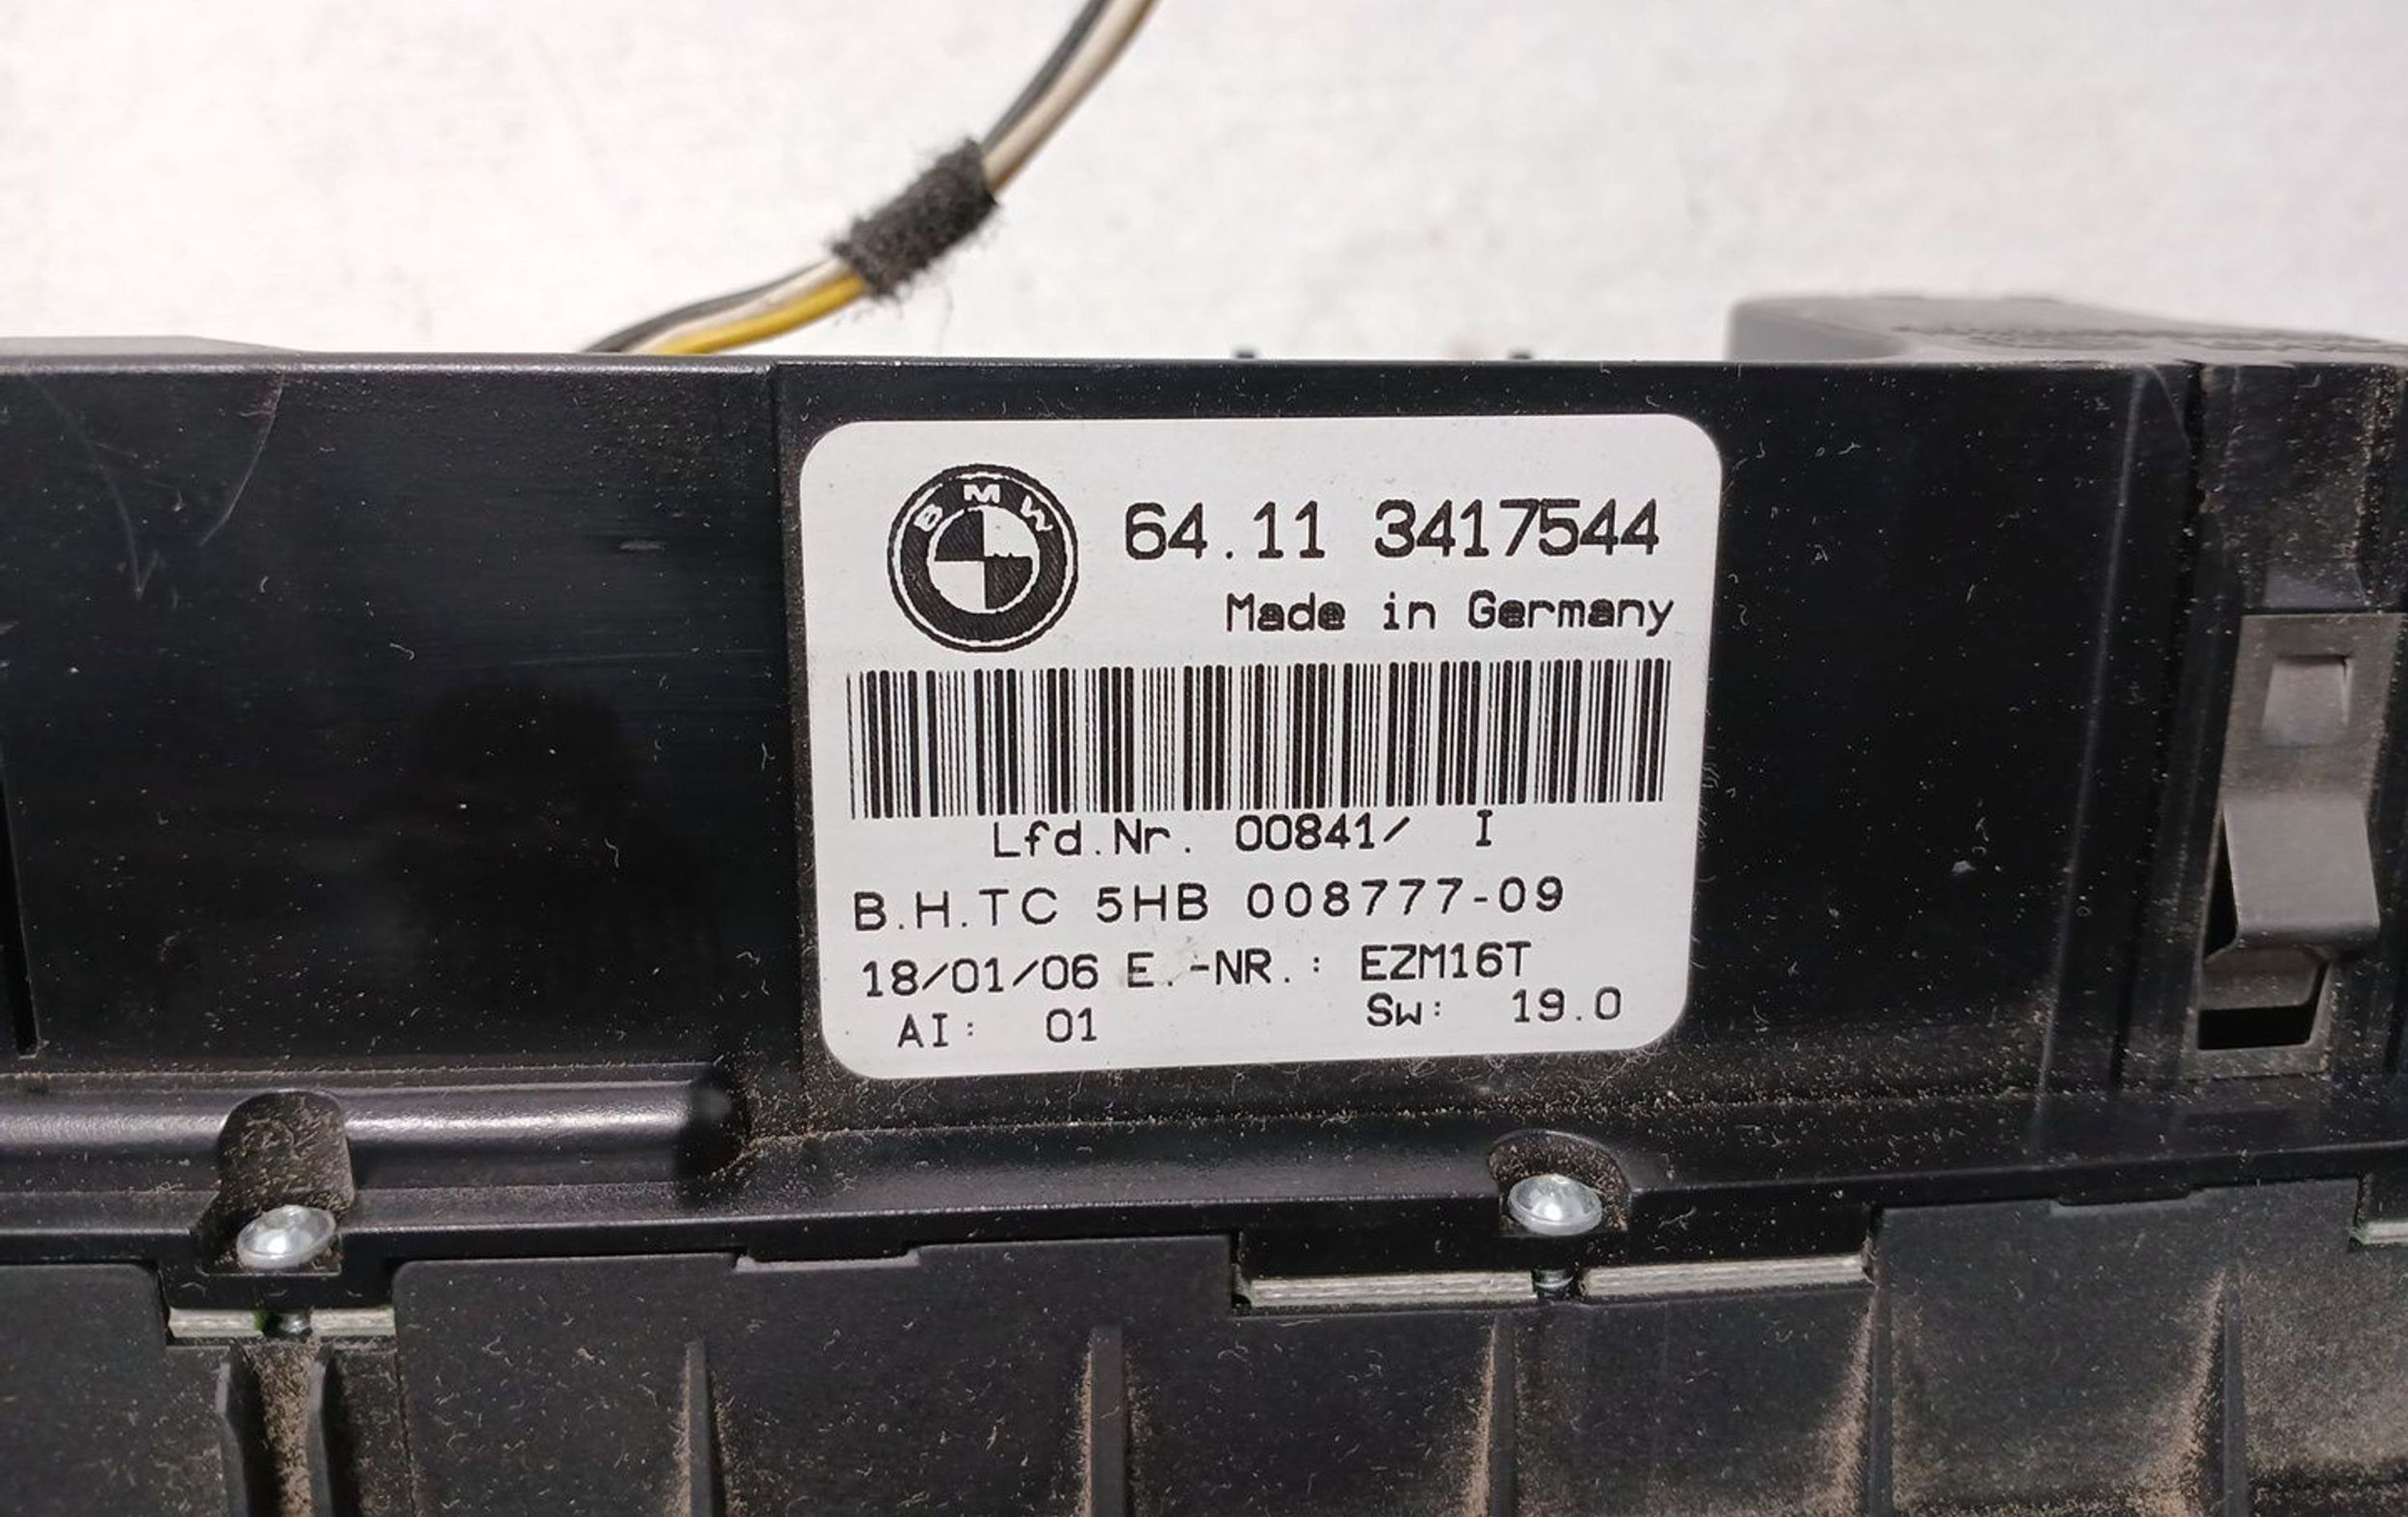 BMW
64.11 3417544
Made in Germany
Lfd.Nr. 00841/ I
B.H.TC 5HB 008777-09
18/01/06 E.-NR.: EZM16T
AI: 01 Sw: 19.0